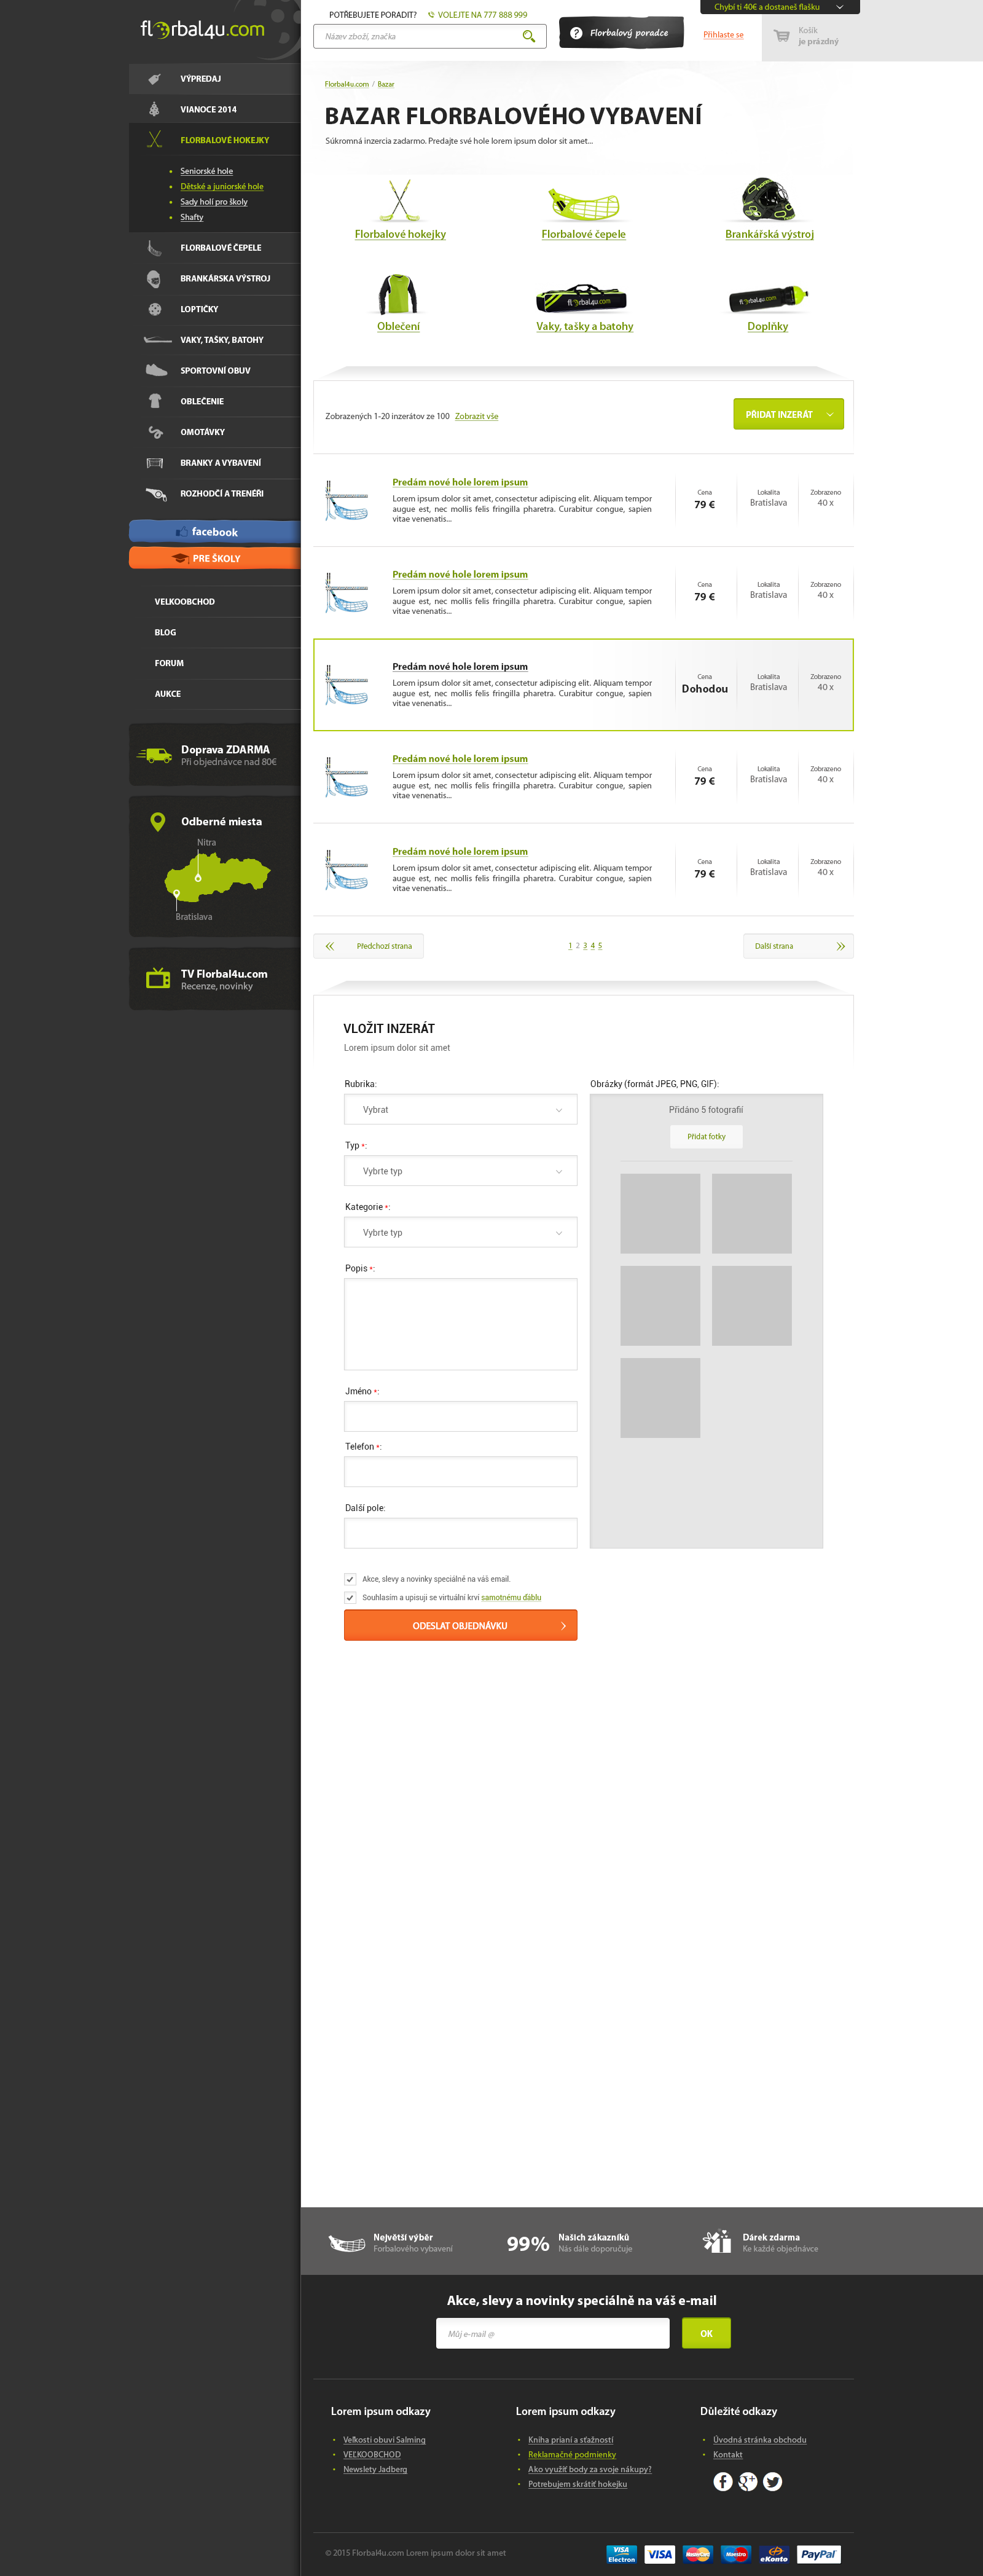 florbal4u.com
VÝPREDAJ
VIANOCE 2014
FLORBALOVÉ HOKEJKY
Seniorské hole
Dětské a juniorské hole
Sady holí pro školy
Shafty
FLORBALOVÉ ČEPELE
BRANKÁRSKA VÝSTROJ
LOPTIČKY
VAKY, TAŠKY, BATOHY
SPORTOVNÍ OBUV
OBLEČENIE
OMOTÁVKY
BRANKY A VYBAVENÍ
ROZHODČÍ A TRENÉŘI
facebook
PRE ŠKOLY
VELKOOBCHOD
BLOG
FORUM
AUKCE
Doprava ZDARMA
Při objednávce nad 80€
Odberné miesta
Nitra
Bratislava
TV Florbal4u.com
Recenze, novinky
POTŘEBUJETE PORADIT? VOLEJTE NA 777 888 999
Název zboží, značka
? Florbalový poradce
Přihlaste se
Chybí ti 40€ a dostaneš flašku
Košík
je prázdný
Florbal4u.com / Bazar
BAZAR FLORBALOVÉHO VYBAVENÍ
Súkromná inzercia zadarmo. Predajte své hole lorem ipsum dolor sit amet...
Florbalové hokejky
Florbalové čepele
Brankářská výstroj
florbal4u.com
florbal4u.com
Oblečení
Vaky, tašky a batohy
Doplňky
Zobrazených 1-20 inzerátov ze 100 Zobrazit vše
PŘIDAT INZERÁT
Predám nové hole lorem ipsum
Lorem ipsum dolor sit amet, consectetur adipiscing elit. Aliquam tempor
augue est, nec mollis felis fringilla pharetra. Curabitur congue, sapien
vitae venenatis...
Cena
79 €
Lokalita
Bratislava
Zobrazeno
40 x
Predám nové hole lorem ipsum
Lorem ipsum dolor sit amet, consectetur adipiscing elit. Aliquam tempor
augue est, nec mollis felis fringilla pharetra. Curabitur congue, sapien
vitae venenatis...
Cena
79 €
Lokalita
Bratislava
Zobrazeno
40 x
Predám nové hole lorem ipsum
Lorem ipsum dolor sit amet, consectetur adipiscing elit. Aliquam tempor
augue est, nec mollis felis fringilla pharetra. Curabitur congue, sapien
vitae venenatis...
Cena
Dohodou
Lokalita
Bratislava
Zobrazeno
40 x
Predám nové hole lorem ipsum
Lorem ipsum dolor sit amet, consectetur adipiscing elit. Aliquam tempor
augue est, nec mollis felis fringilla pharetra. Curabitur congue, sapien
vitae venenatis...
Cena
79 €
Lokalita
Bratislava
Zobrazeno
40 x
Predám nové hole lorem ipsum
Lorem ipsum dolor sit amet, consectetur adipiscing elit. Aliquam tempor
augue est, nec mollis felis fringilla pharetra. Curabitur congue, sapien
vitae venenatis...
Cena
79 €
Lokalita
Bratislava
Zobrazeno
40 x
Předchozí strana
1 2 3 4 5
Další strana
VLOŽIT INZERÁT
Lorem ipsum dolor sit amet
Rubrika:
Vybrat
Typ *:
Vybrte typ
Kategorie *:
Vybrte typ
Popis *:
Jméno *:
Telefon *:
Další pole:
Obrázky (formát JPEG, PNG, GIF):
Přidáno 5 fotografií
Přidat fotky
Akce, slevy a novinky speciálně na váš email.
Souhlasím a upisuji se virtuální krví samotnému ďáblu
ODESLAT OBJEDNÁVKU
Největší výběr
Forbalového vybavení
99%
Našich zákazníků
Nás dále doporučuje
Dárek zdarma
Ke každé objednávce
Akce, slevy a novinky speciálně na váš e-mail
Můj e-mail @
OK
Lorem ipsum odkazy
Veľkosti obuvi Salming
VEĽKOOBCHOD
Newslety Jadberg
Lorem ipsum odkazy
Kniha prianí a sťažností
Reklamačné podmienky
Ako využiť body za svoje nákupy?
Potrebujem skrátiť hokejku
Důležité odkazy
Úvodná stránka obchodu
Kontakt
© 2015 Florbal4u.com Lorem ipsum dolor sit amet
VISA Electron
VISA
MasterCard
Maestro
eKonto
PayPal